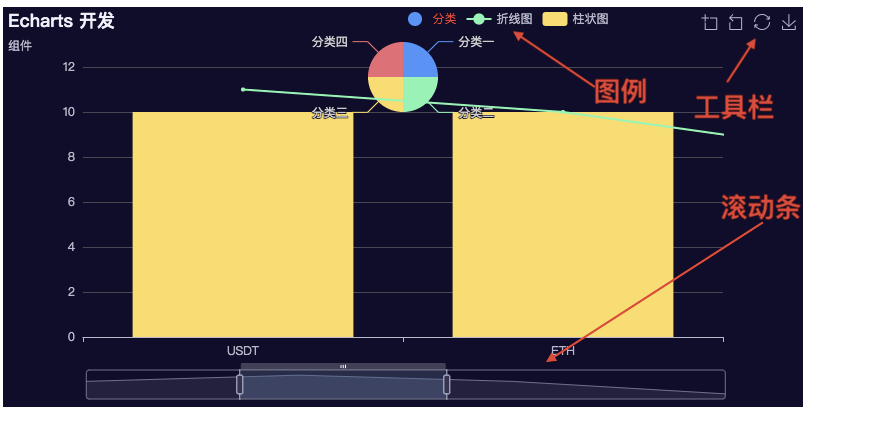 Echarts 开发
组件
分类
折线图
柱状图
分类四
分类一
分类三
分类二
图例
工具栏
滚动条
12
10
8
6
4
2
0
USDT
ETH